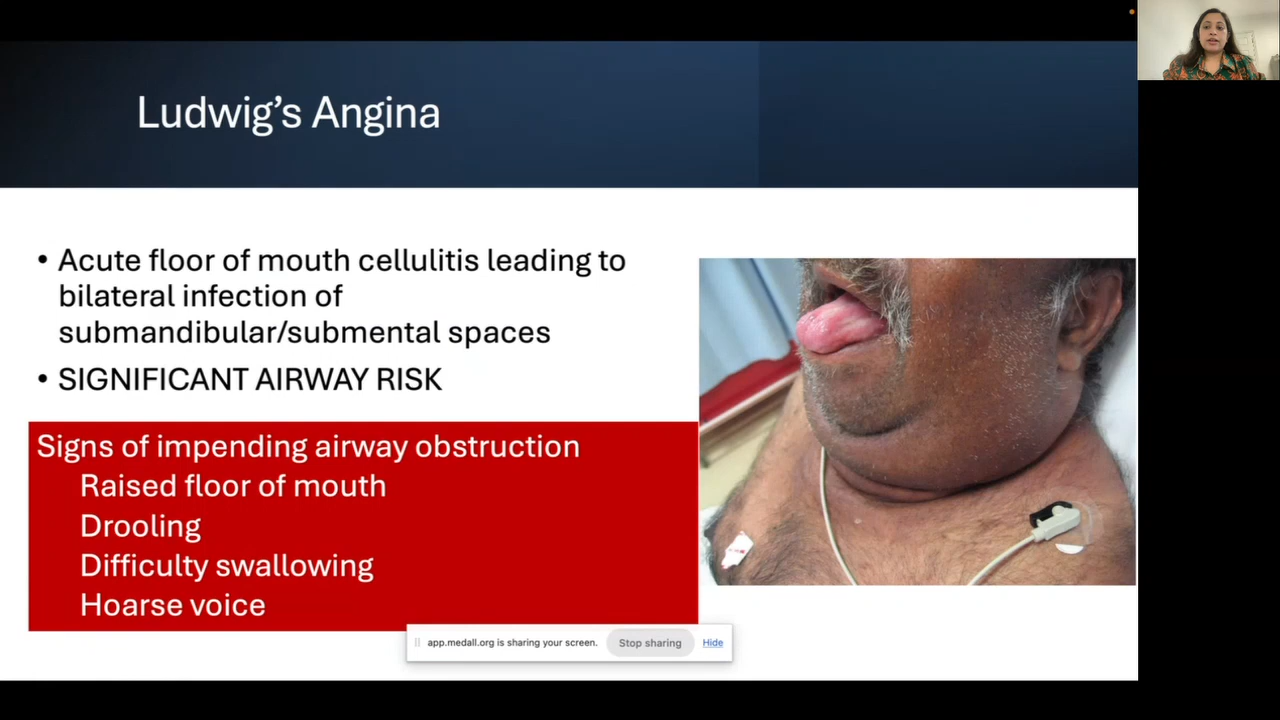 Ludwig’s Angina
• Acute floor of mouth cellulitis leading to
bilateral infection of
submandibular/submental spaces
• SIGNIFICANT AIRWAY RISK
Signs of impending airway obstruction
Raised floor of mouth
Drooling
Difficulty swallowing
Hoarse voice
app.medall.org is sharing your screen. Stop sharing Hide